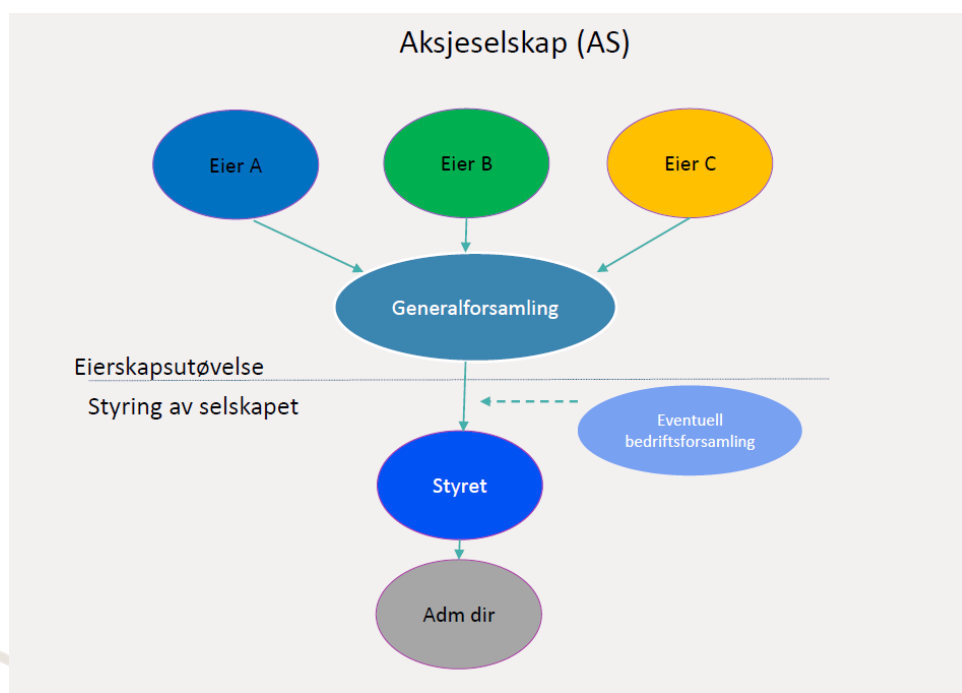 Aksjeselskap (AS)
Eier A
Eier B
Eier C
Generalforsamling
Eierskapsutøvelse
Styring av selskapet
Eventuell
bedriftsforsamling
Styret
Adm dir